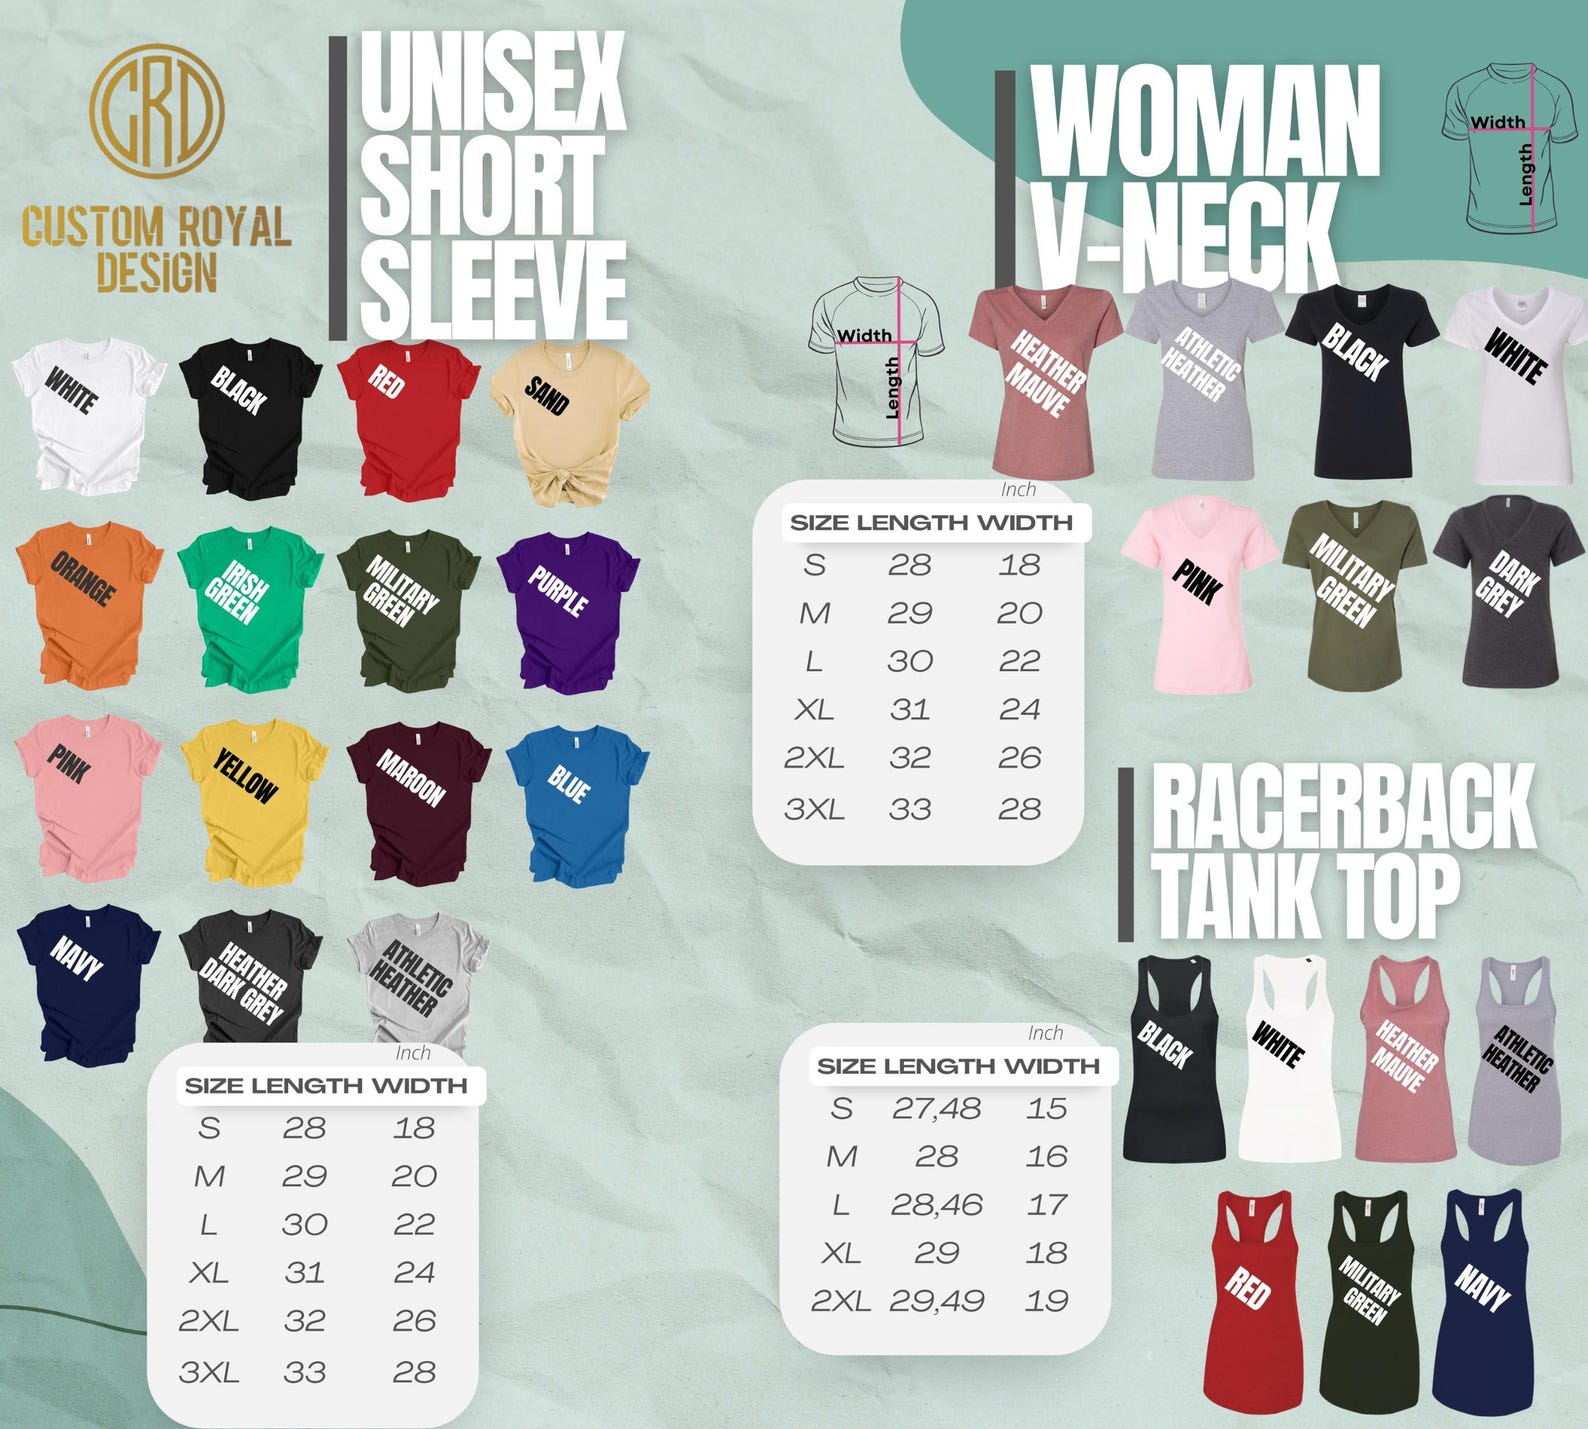 CRD
CUSTOM ROYAL
DESIGN
UNISEX
SHORT
SLEEVE
WHITE
BLACK
RED
SAND
ORANGE
IRISH
GREEN
MILITARY
GREEN
PURPLE
PINK
YELLOW
MAROON
BLUE
NAVY
HEATHER
DARK GREY
ATHLETIC
HEATHER
Inch
SIZE LENGTH WIDTH
S 28 18
M 29 20
L 30 22
XL 31 24
2XL 32 26
3XL 33 28
WOMAN
V-NECK
Width
Length
Width
Length
HEATHER
MAUVE
ATHLETIC
HEATHER
BLACK
WHITE
PINK
MILITARY
GREEN
DARK
GREY
Inch
SIZE LENGTH WIDTH
S 28 18
M 29 20
L 30 22
XL 31 24
2XL 32 26
3XL 33 28
RACERBACK
TANK TOP
BLACK
WHITE
HEATHER
MAUVE
ATHLETIC
HEATHER
RED
MILITARY
GREEN
NAVY
Inch
SIZE LENGTH WIDTH
S 27,48 15
M 28 16
L 28,46 17
XL 29 18
2XL 29,49 19